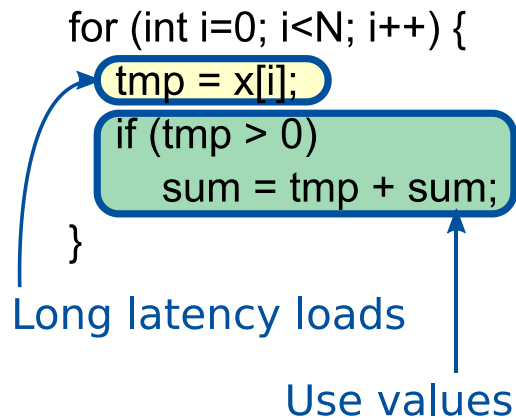 for (int i=0; i<N; i++) {
tmp = x[i];
if (tmp > 0)
sum = tmp + sum;
}
Long latency loads
Use values